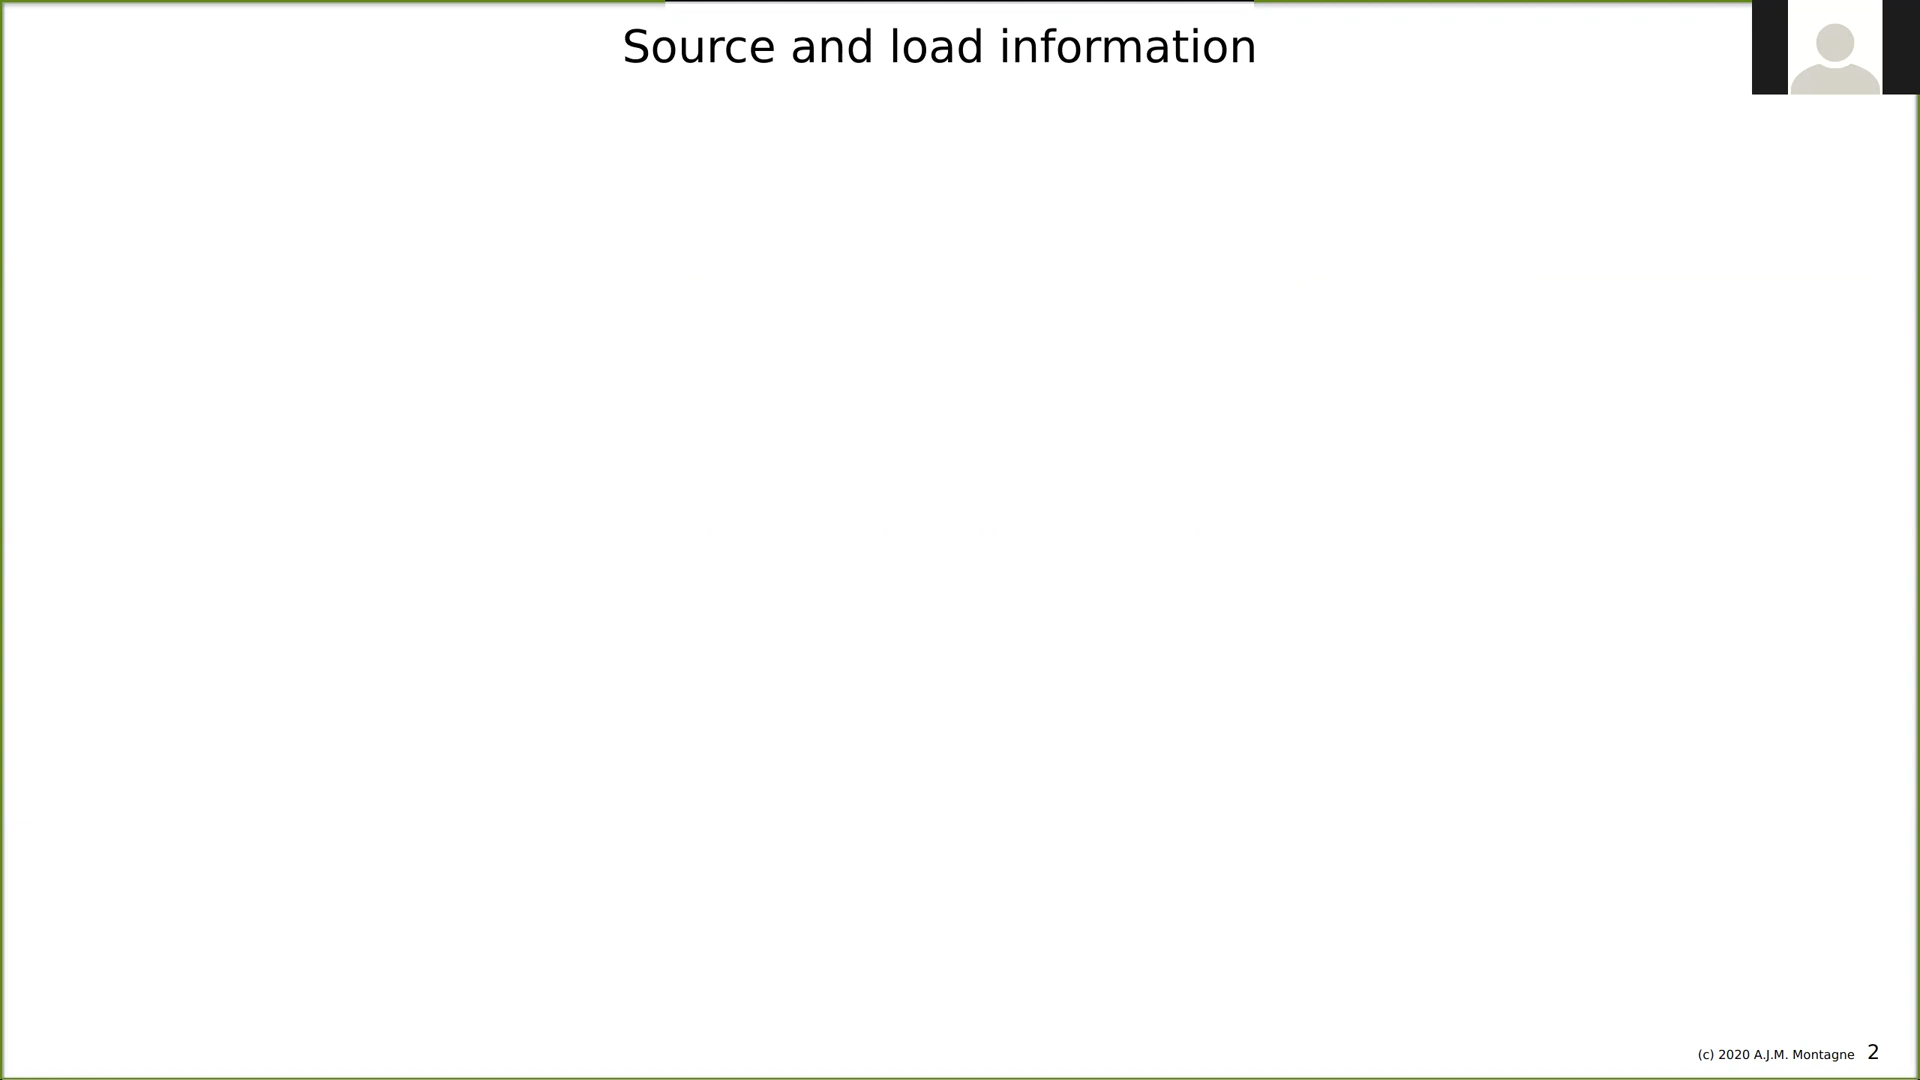 Source and load information
(c) 2020 A.J.M. Montagne 2